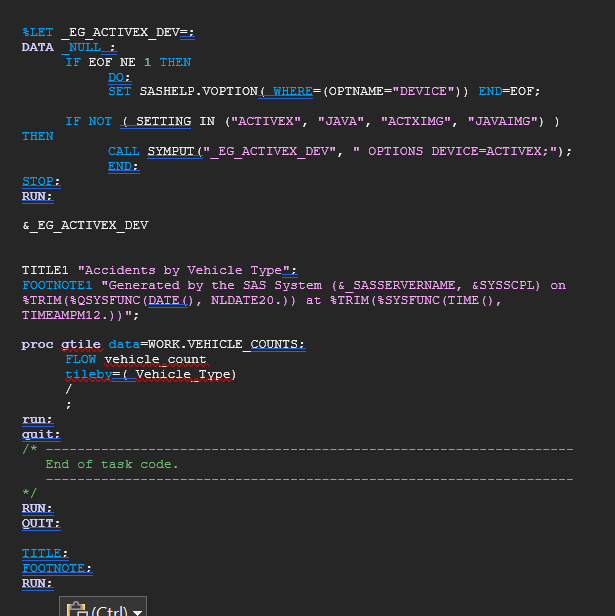 %LET _EG_ACTIVEX_DEV=;
DATA _NULL_;
IF EOF NE 1 THEN
DO;
SET SASHELP.VOPTION( WHERE=(OPTNAME="DEVICE")) END=EOF;
IF NOT ( SETTING IN ("ACTIVEX", "JAVA", "ACTXIMG", "JAVAIMG") )
THEN
CALL SYMPUT("_EG_ACTIVEX_DEV", " OPTIONS DEVICE=ACTIVEX;");
END;
STOP;
RUN;
&_EG_ACTIVEX_DEV
TITLE1 "Accidents by Vehicle Type";
FOOTNOTE1 "Generated by the SAS System (&_SASSERVERNAME, &SYSSCPL) on
%TRIM(%QSYSFUNC(DATE(), NLDATE20.)) at %TRIM(%SYSFUNC(TIME(),
TIMEAMPM12.))";
proc gtile data=WORK.VEHICLE_COUNTS;
FLOW vehicle_count
tileby=( Vehicle_Type)
/
;
run;
quit;
/* -------------------------------------------------------------------
End of task code.
-------------------------------------------------------------------
*/
RUN;
QUIT;
TITLE;
FOOTNOTE;
RUN;
(Ctrl)